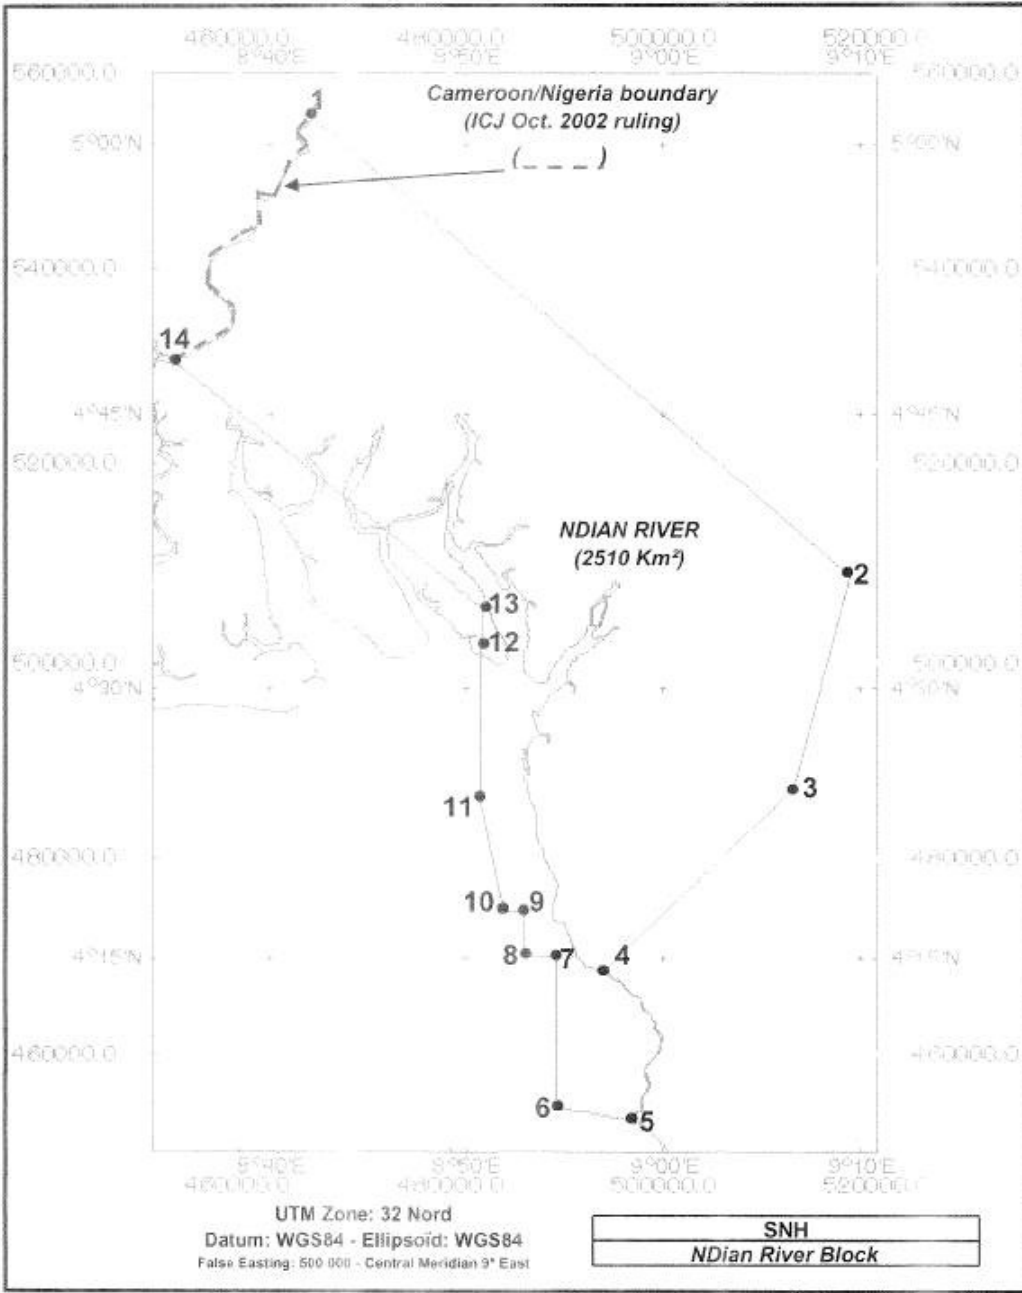 460000.0 480000.0 500000.0 520000.0
8°40'E 8°50'E 9°00'E 9°10'E
560000.0 560000.0
1
Cameroon/Nigeria boundary
(ICJ Oct. 2002 ruling)
5°00'N 5°00'N
(_ _ _ _ _)
540000.0 540000.0
14
4°45'N 4°45'N
520000.0 520000.0
NDIAN RIVER
(2510 Km²)
2
13
12
500000.0 500000.0
4°30'N 4°30'N
3
11
480000.0 480000.0
10 9
8 7 4
4°15'N 4°15'N
460000.0 460000.0
6 5
8°40'E 8°50'E 9°00'E 9°10'E
460000.0 480000.0 500000.0 520000.0
UTM Zone: 32 Nord
Datum: WGS84 - Ellipsoid: WGS84
False Easting: 500 000 - Central Meridian 9° East
SNH
NDian River Block